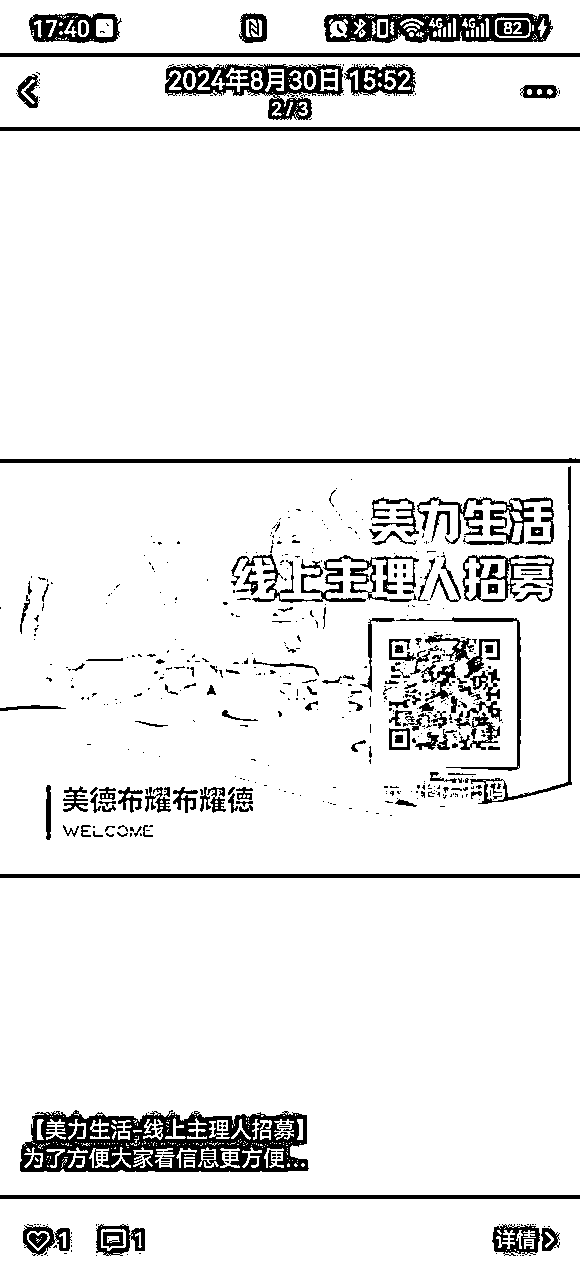 17:40
4G 4G 82
2024年8月30日 15:52
2/3
美力生活
线上主理人招募
美德布耀布耀德
WELCOME
【美力生活-线上主理人招募】
为了方便大家看信息更方便...
1 1 详情